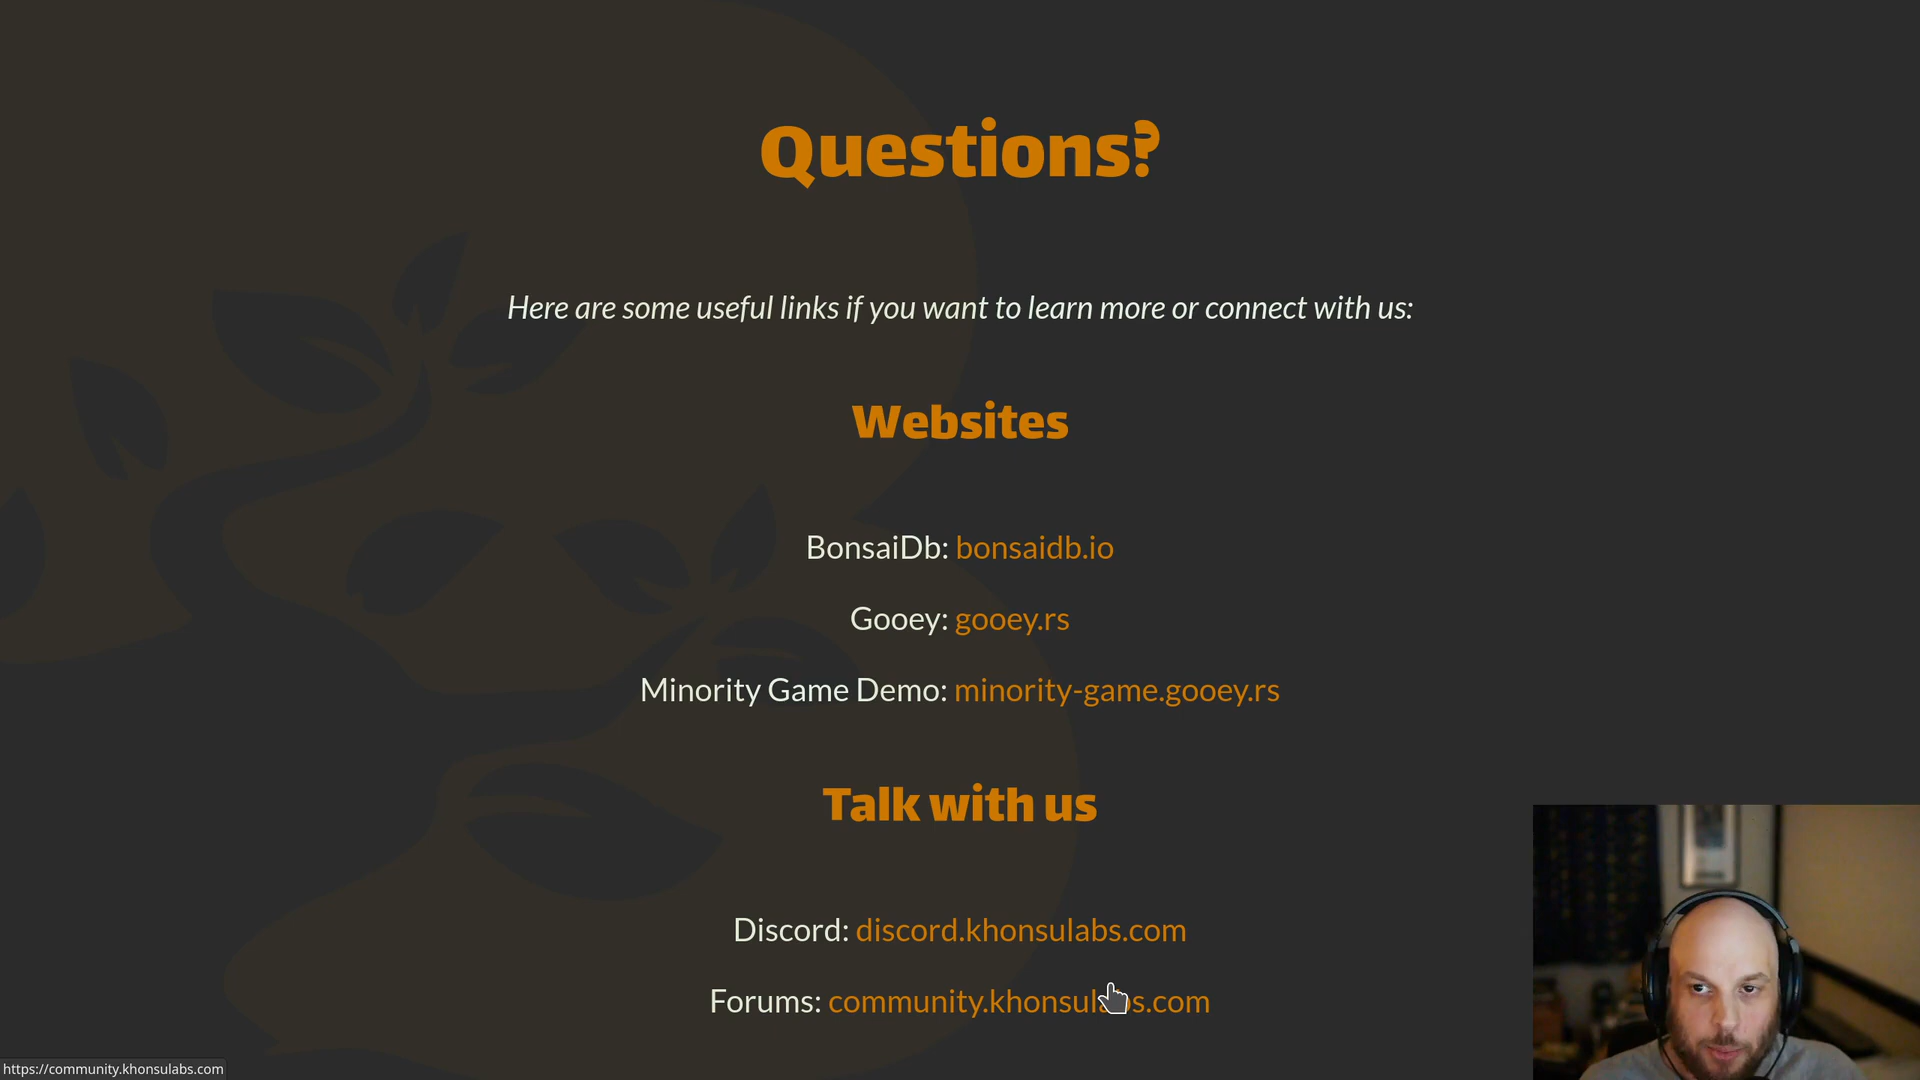 Questions?
Here are some useful links if you want to learn more or connect with us:
Websites
BonsaiDb: bonsaidb.io
Gooey: gooey.rs
Minority Game Demo: minority-game.gooey.rs
Talk with us
Discord: discord.khonsulabs.com
Forums: community.khonsulabs.com
https://community.khonsulabs.com